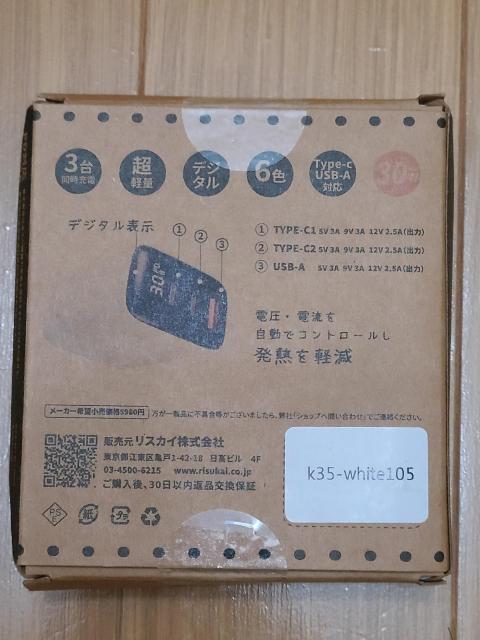 3台
同時充電
超
軽量
デジ
タル
6色
Type-c
USB-A
対応
30W
デジタル表示
① ② ③
30
① TYPE-C1 5V 3A 9V 3A 12V 2.5A(出力)
② TYPE-C2 5V 3A 9V 3A 12V 2.5A(出力)
③ USB-A 5V 3A 9V 3A 12V 2.5A(出力)
電圧・電流を
自動でコントロールし
発熱を軽減
メーカー希望小売価格5980円 万が一製品に不具合等がございましたら、弊社「ショップへ問い合わせ」でご連絡ください。
販売元 リスカイ株式会社
東京都江東区亀戸1-42-18 日高ビル 4F
03-4500-6215 www.risukai.co.jp
ご購入後、30日以内返品交換保証
k35-white105
PS
E
紙
プラ